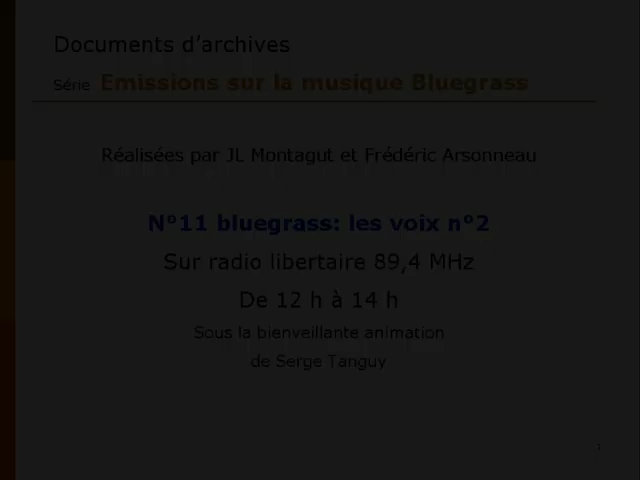 Documents d'archives
Série Emissions sur la musique Bluegrass
Réalisées par JL Montagut et Frédéric Arsonneau
N°11 bluegrass: les voix n°2
Sur radio libertaire 89,4 MHz
De 12 h à 14 h
Sous la bienveillante animation
de Serge Tanguy